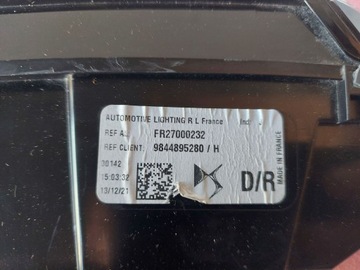 AUTOMOTIVE LIGHTING R L France
REF AL: FR27000232
REF CLIENT: 9844895280 / H
15:03:32
13/12/21
D/R
MADE IN FRANCE